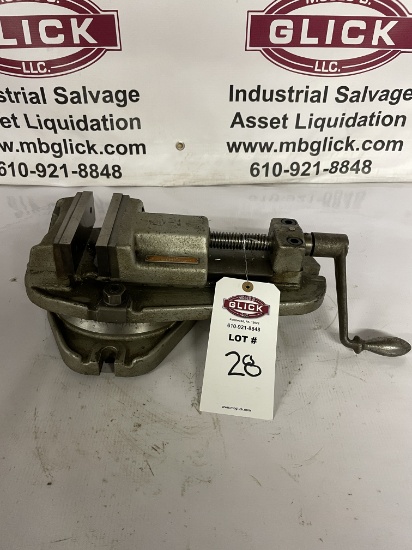 GLICK
LLC.
Industrial Salvage
Asset Liquidation
www.mbglick.com
610-921-8848
GLICK
LLC.
Industrial Salvage
Asset Liquidation
www.mbglick.com
610-921-8848
610-921-8848
LOT #
28